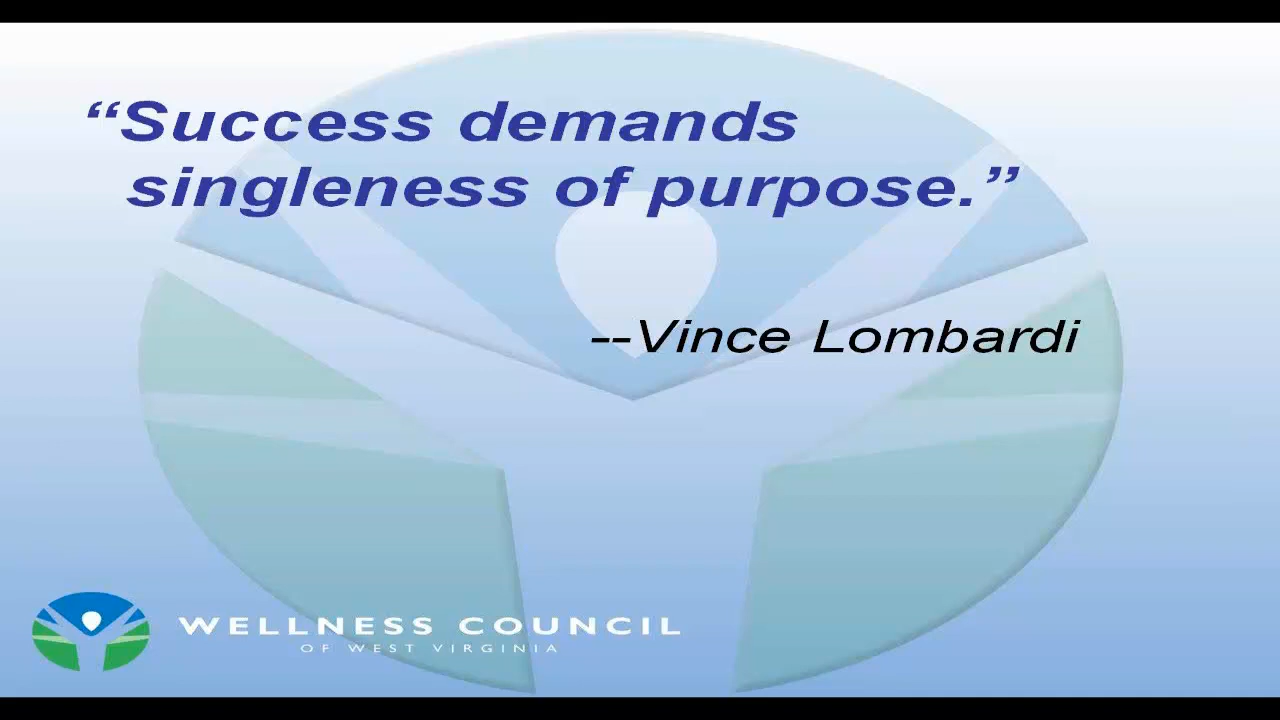 “Success demands
singleness of purpose.”
--Vince Lombardi
WELLNESS COUNCIL
OF WEST VIRGINIA